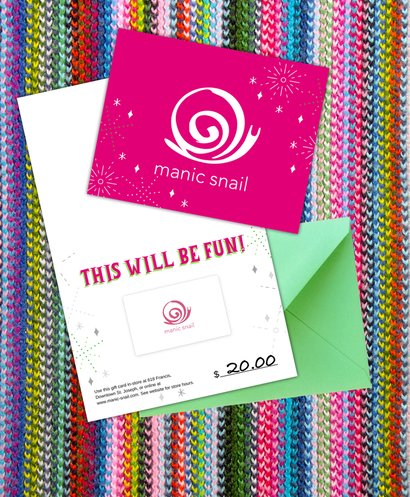 manic snail
THIS WILL BE FUN!
manic snail
$ 20.00
Use this gift card in-store at 619 Francis,
Downtown St. Joseph, or online at
www.manic-snail.com. See website for store hours.